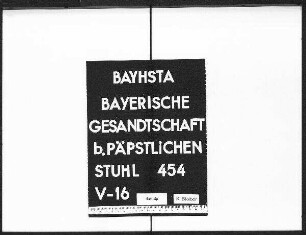 BAYHSTA
BAYERISCHE
GESANDTSCHAFT
b. PÄPSTLICHEN
STUHL 454
V-16